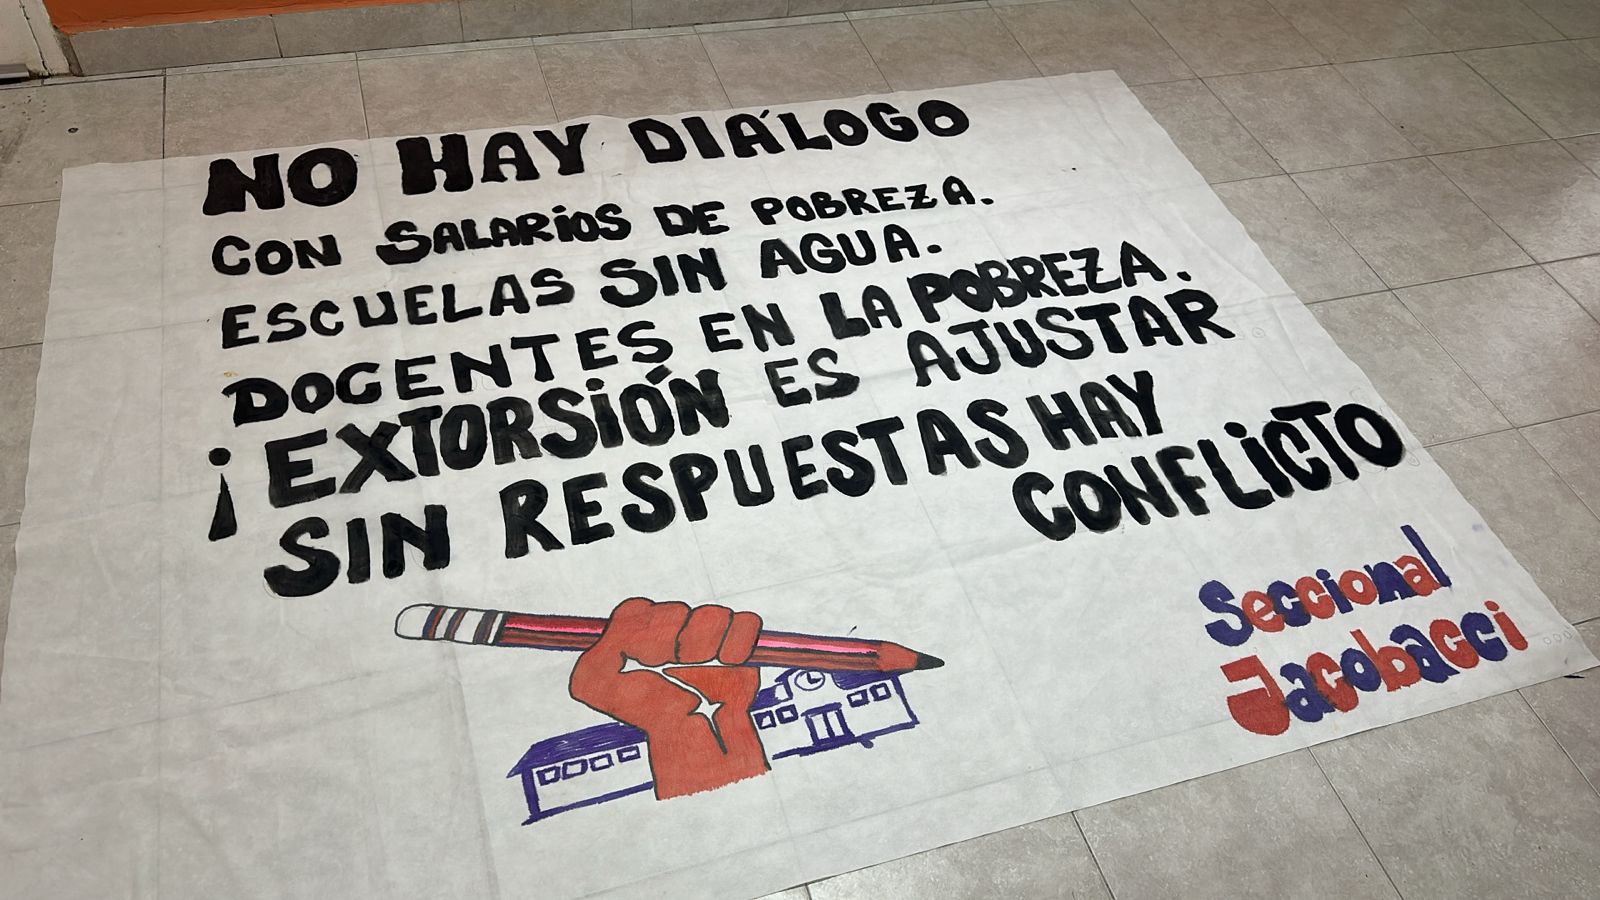 NO HAY DIÁLOGO
CON SALARIOS DE POBREZA.
ESCUELAS SIN AGUA.
DOCENTES EN LA POBREZA.
¡EXTORSIÓN ES AJUSTAR
SIN RESPUESTAS HAY
CONFLICTO
Seccional
Jacobacci